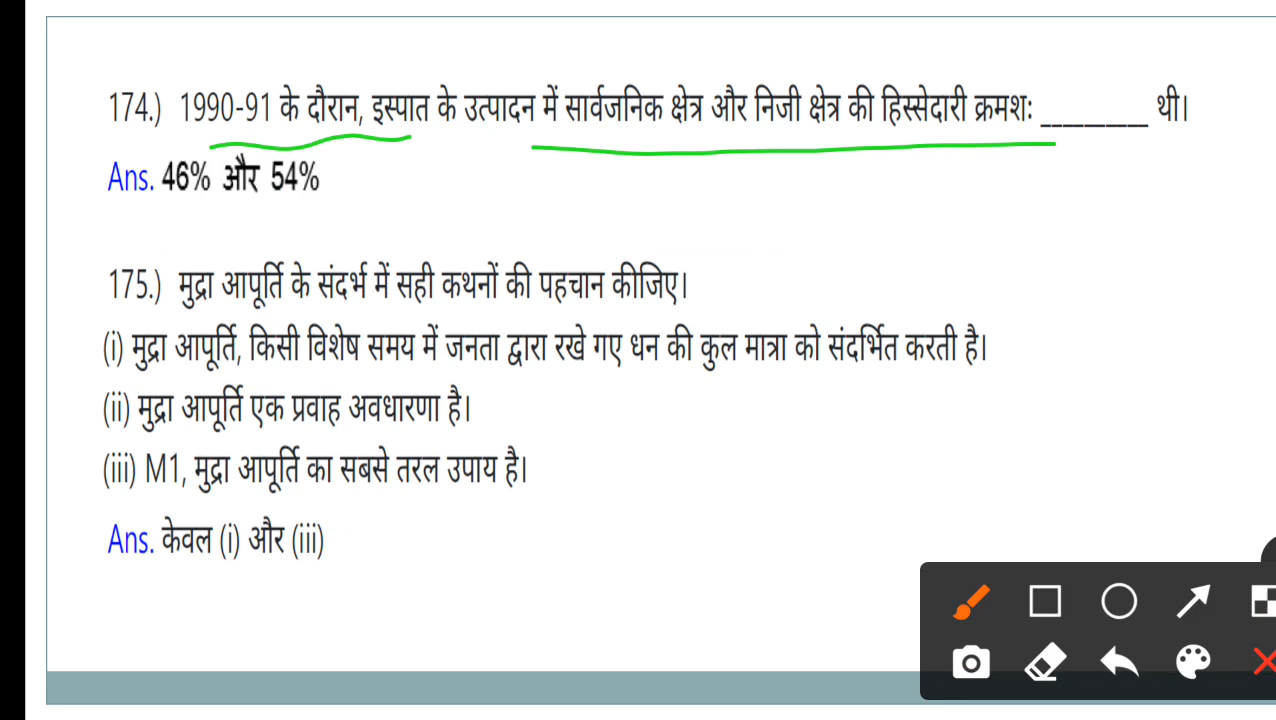 174.) 1990-91 के दौरान, इस्पात के उत्पादन में सार्वजनिक क्षेत्र और निजी क्षेत्र की हिस्सेदारी क्रमश: __________ थी।
Ans. 46% और 54%
175.) मुद्रा आपूर्ति के संदर्भ में सही कथनों की पहचान कीजिए।
(i) मुद्रा आपूर्ति, किसी विशेष समय में जनता द्वारा रखे गए धन की कुल मात्रा को संदर्भित करती है।
(ii) मुद्रा आपूर्ति एक प्रवाह अवधारणा है।
(iii) M1, मुद्रा आपूर्ति का सबसे तरल उपाय है।
Ans. केवल (i) और (iii)